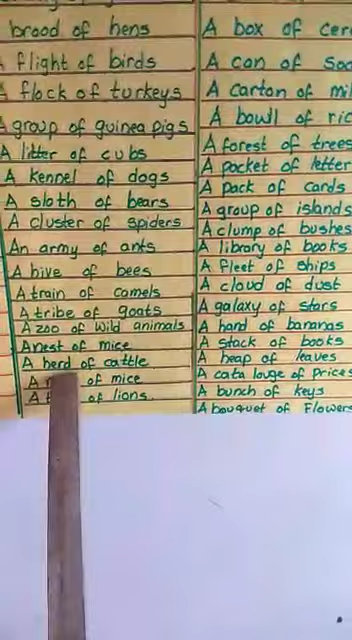 brood of hens
A flight of birds
A flock of turkeys
A group of guinea pigs
A litter of cubs
A kennel of dogs
A sloth of bears
A cluster of spiders
An army of ants
A hive of bees
A train of camels
A tribe of goats
A zoo of wild animals
A nest of mice
A herd of cattle
A of mice
A of lions.
A box of cere
A can of soo
A carton of mil
A bowl of ric
A forest of trees
A packet of letter
A pack of cards
A group of islands
A clump of bushes
A library of books
A fleet of ships
A cloud of dust
A galaxy of stars
A hand of bananas
A stack of books
A heap of leaves
A cata louge of prices
A bunch of keys
A bouquet of Flowers